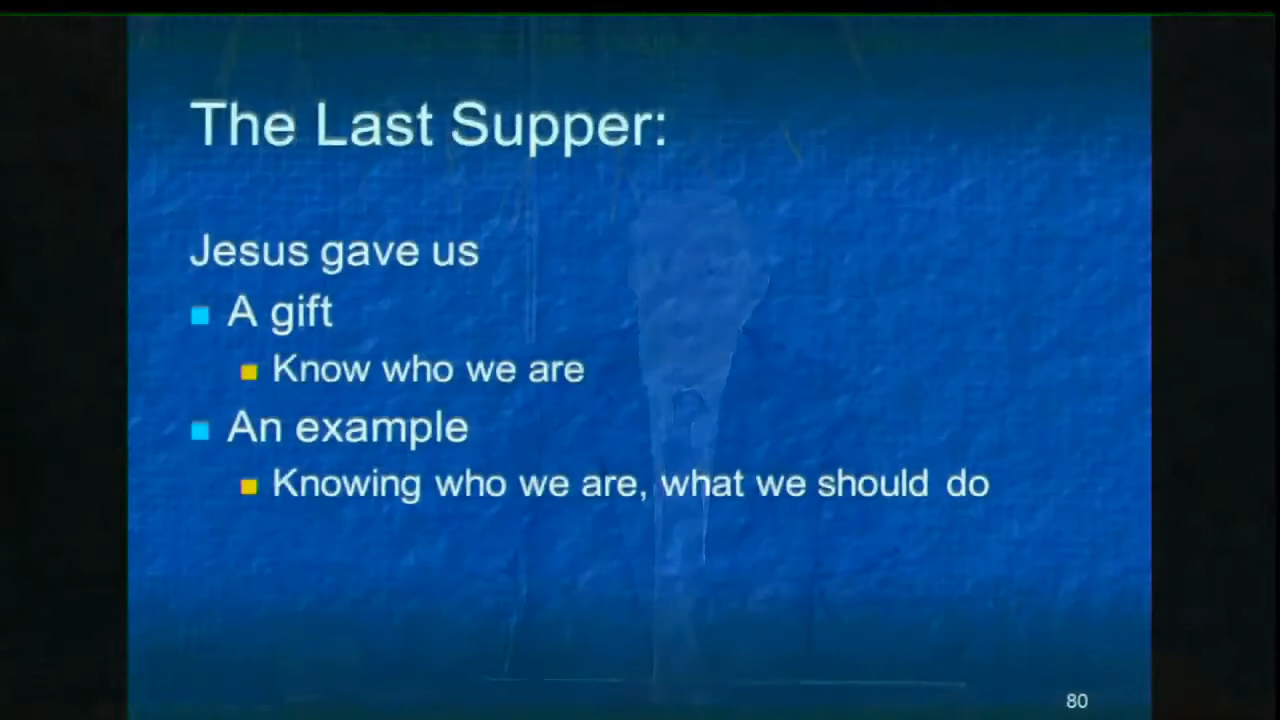 The Last Supper:
Jesus gave us
A gift
Know who we are
An example
Knowing who we are, what we should do
80